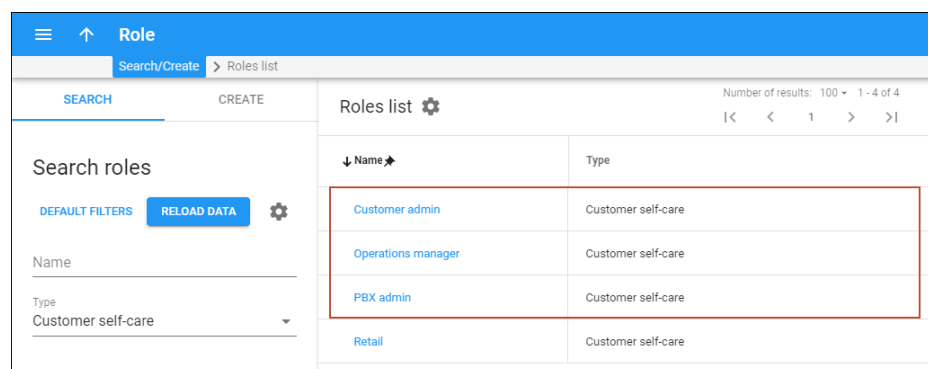 Role
Search/Create > Roles list
SEARCH CREATE
Search roles
DEFAULT FILTERS RELOAD DATA
Name
Type
Customer self-care
Roles list
Number of results: 100 1 - 4 of 4
1
Name Type
Customer admin Customer self-care
Operations manager Customer self-care
PBX admin Customer self-care
Retail Customer self-care